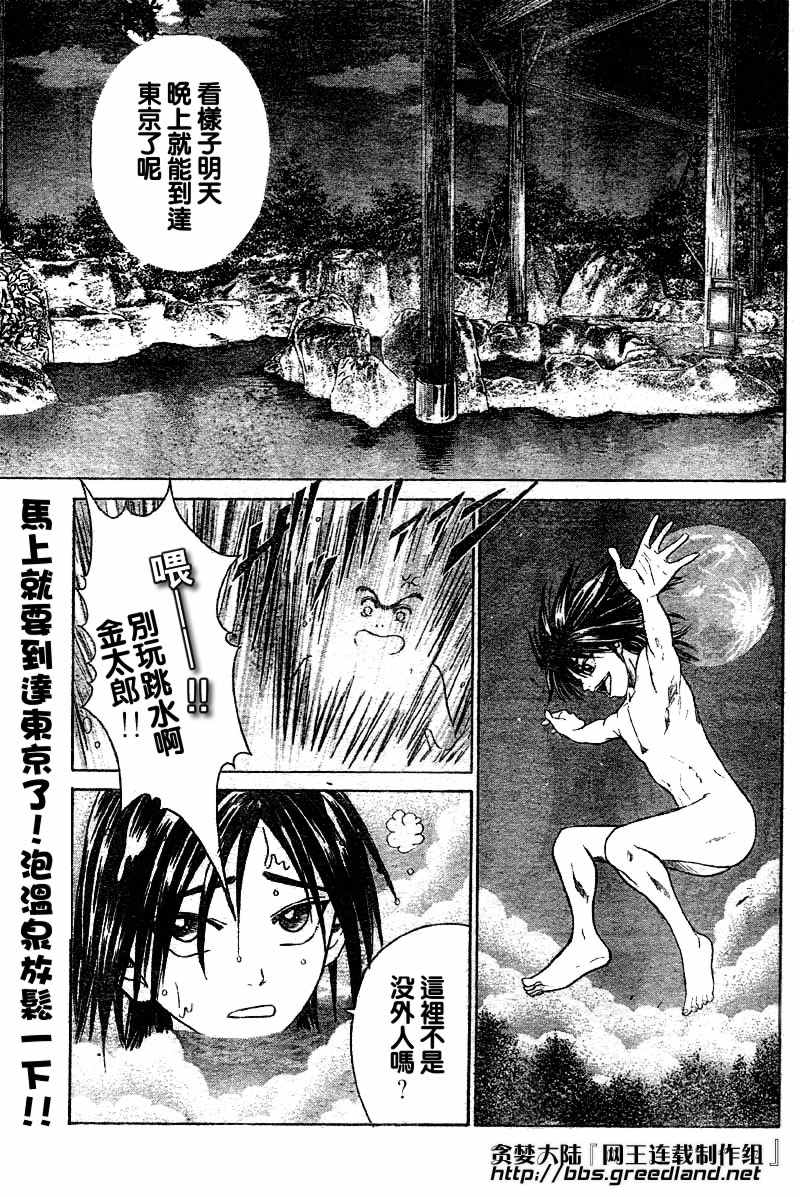 看樣子明天
晚上就能到達
東京了呢
喂——!!
別玩跳水啊
金太郎!!
這裡不是
没外人嗎?
馬上就要到達東京了!泡溫泉放鬆一下!!
贪婪大陆『网王连载制作组』
http://bbs.greedland.net